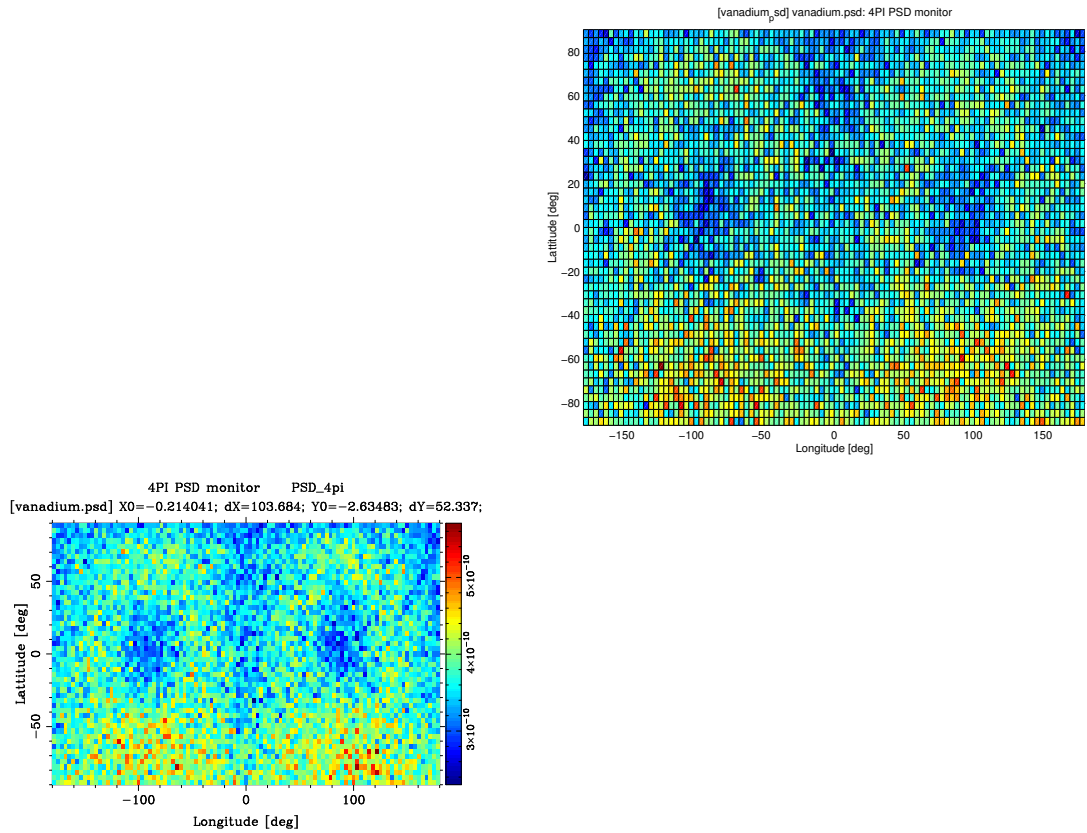 [vanadium_psd] vanadium.psd: 4PI PSD monitor
80
60
40
20
0
−20
−40
−60
−80
Lattitude [deg]
−150 −100 −50 0 50 100 150
Longitude [deg]
4PI PSD monitor PSD_4pi
[vanadium.psd] X0=−0.214041; dX=103.684; Y0=−2.63483; dY=52.337;
50
0
−50
Lattitude [deg]
−100 0 100
Longitude [deg]
5×10⁻¹⁰
4×10⁻¹⁰
3×10⁻¹⁰